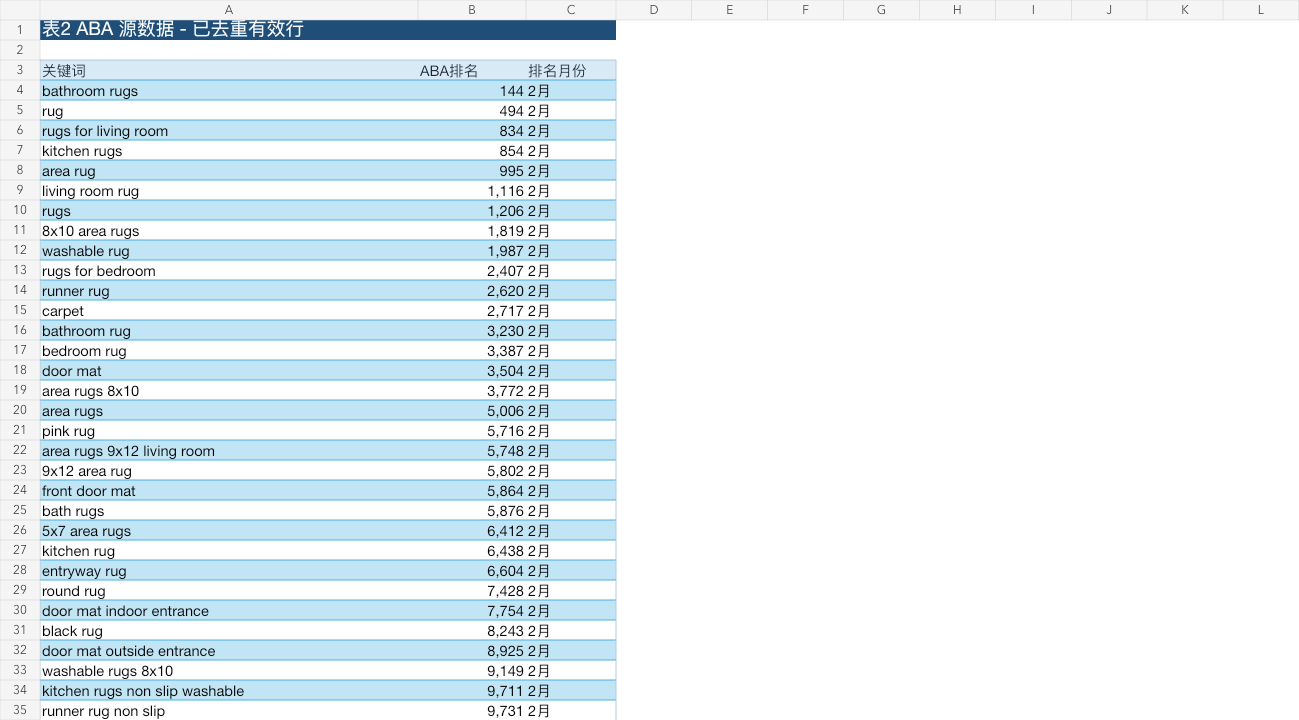 A B C D E F G H I J K L
1 表2 ABA 源数据 - 已去重有效行
2
3 关键词 ABA排名 排名月份
4 bathroom rugs 144 2月
5 rug 494 2月
6 rugs for living room 834 2月
7 kitchen rugs 854 2月
8 area rug 995 2月
9 living room rug 1,116 2月
10 rugs 1,206 2月
11 8x10 area rugs 1,819 2月
12 washable rug 1,987 2月
13 rugs for bedroom 2,407 2月
14 runner rug 2,620 2月
15 carpet 2,717 2月
16 bathroom rug 3,230 2月
17 bedroom rug 3,387 2月
18 door mat 3,504 2月
19 area rugs 8x10 3,772 2月
20 area rugs 5,006 2月
21 pink rug 5,716 2月
22 area rugs 9x12 living room 5,748 2月
23 9x12 area rug 5,802 2月
24 front door mat 5,864 2月
25 bath rugs 5,876 2月
26 5x7 area rugs 6,412 2月
27 kitchen rug 6,438 2月
28 entryway rug 6,604 2月
29 round rug 7,428 2月
30 door mat indoor entrance 7,754 2月
31 black rug 8,243 2月
32 door mat outside entrance 8,925 2月
33 washable rugs 8x10 9,149 2月
34 kitchen rugs non slip washable 9,711 2月
35 runner rug non slip 9,731 2月